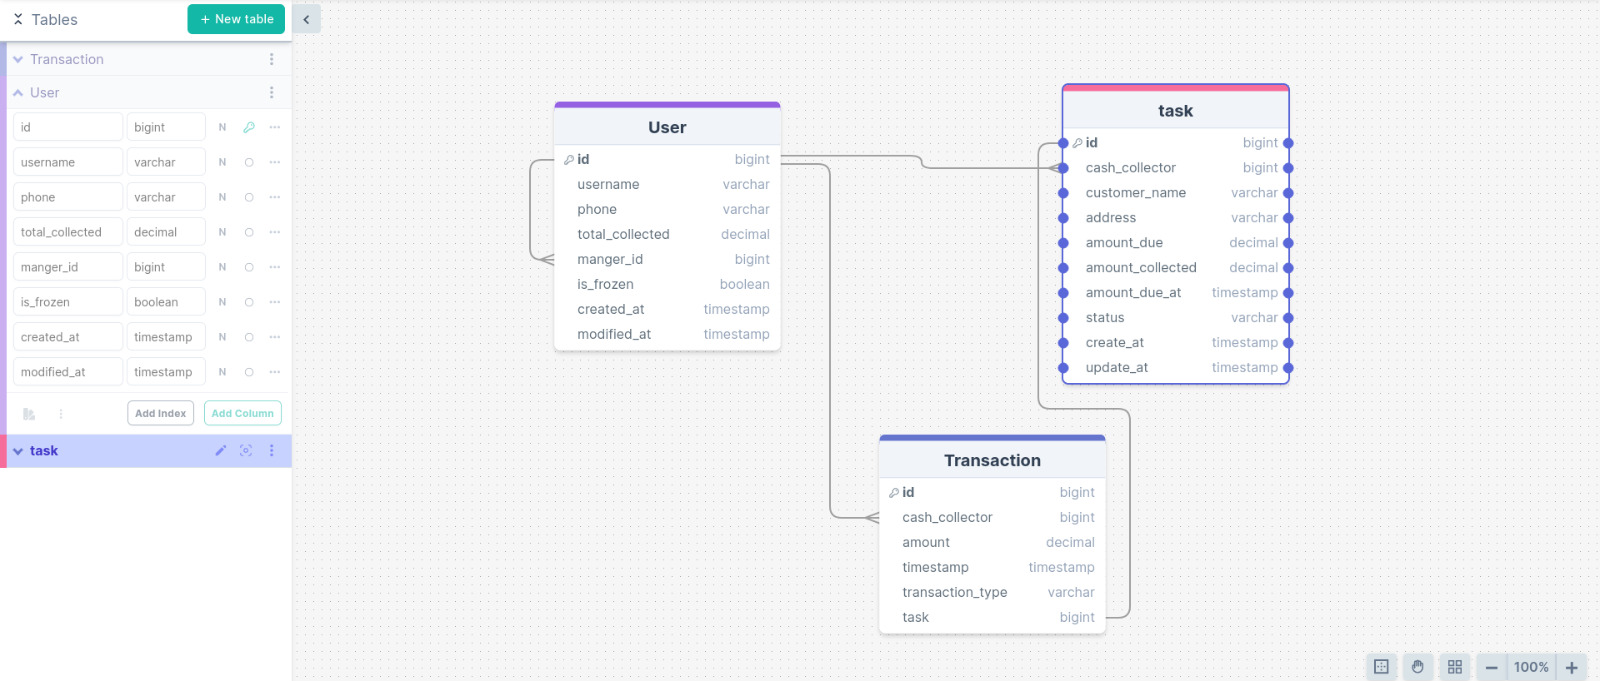 Tables
+ New table
Transaction
User
id bigint N
username varchar N
phone varchar N
total_collected decimal N
manger_id bigint N
is_frozen boolean N
created_at timestamp N
modified_at timestamp N
Add Index Add Column
task
User
id bigint
username varchar
phone varchar
total_collected decimal
manger_id bigint
is_frozen boolean
created_at timestamp
modified_at timestamp
task
id bigint
cash_collector bigint
customer_name varchar
address varchar
amount_due decimal
amount_collected decimal
amount_due_at timestamp
status varchar
create_at timestamp
update_at timestamp
Transaction
id bigint
cash_collector bigint
amount decimal
timestamp timestamp
transaction_type varchar
task bigint
100%